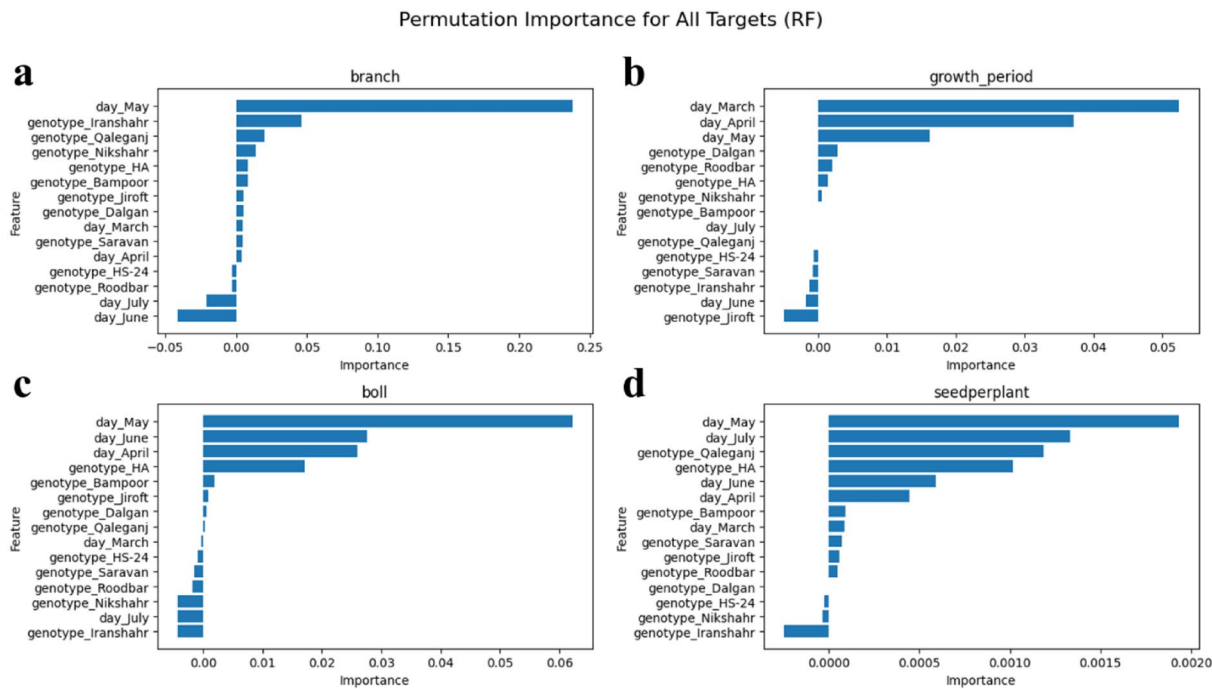 Permutation Importance for All Targets (RF)
a
branch
Feature
day_May
genotype_Iranshahr
genotype_Qaleganj
genotype_Nikshahr
genotype_HA
genotype_Bampoor
genotype_Jiroft
genotype_Dalgan
day_March
genotype_Saravan
day_April
genotype_HS-24
genotype_Roodbar
day_July
day_June
−0.05 0.00 0.05 0.10 0.15 0.20 0.25
Importance
b
growth_period
Feature
day_March
day_April
day_May
genotype_Dalgan
genotype_Roodbar
genotype_HA
genotype_Nikshahr
genotype_Bampoor
day_July
genotype_Qaleganj
genotype_HS-24
genotype_Saravan
genotype_Iranshahr
day_June
genotype_Jiroft
0.00 0.01 0.02 0.03 0.04 0.05
Importance
c
boll
Feature
day_May
day_June
day_April
genotype_HA
genotype_Bampoor
genotype_Jiroft
genotype_Dalgan
genotype_Qaleganj
day_March
genotype_HS-24
genotype_Saravan
genotype_Roodbar
genotype_Nikshahr
day_July
genotype_Iranshahr
0.00 0.01 0.02 0.03 0.04 0.05 0.06
Importance
d
seedperplant
Feature
day_May
day_July
genotype_Qaleganj
genotype_HA
day_June
day_April
genotype_Bampoor
day_March
genotype_Saravan
genotype_Jiroft
genotype_Roodbar
genotype_Dalgan
genotype_HS-24
genotype_Nikshahr
genotype_Iranshahr
0.0000 0.0005 0.0010 0.0015 0.0020
Importance